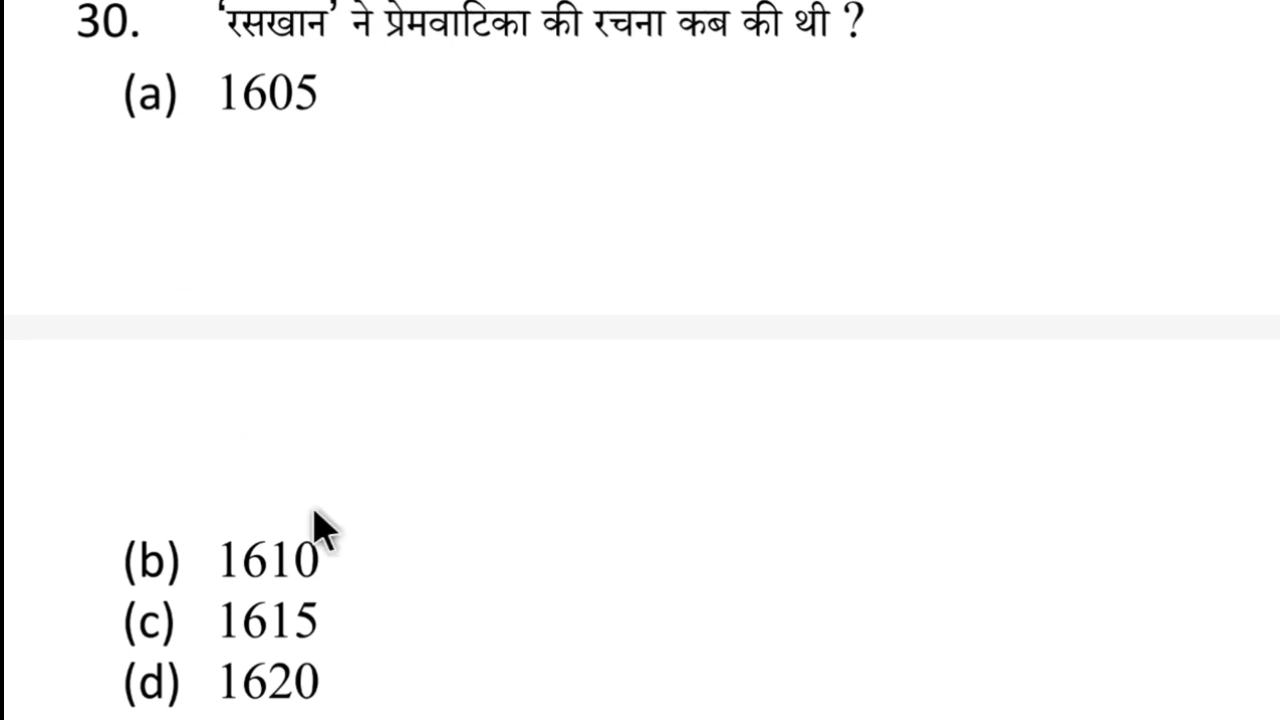 30. ‘रसखान’ ने प्रेमवाटिका की रचना कब की थी ?
(a) 1605
(b) 1610
(c) 1615
(d) 1620